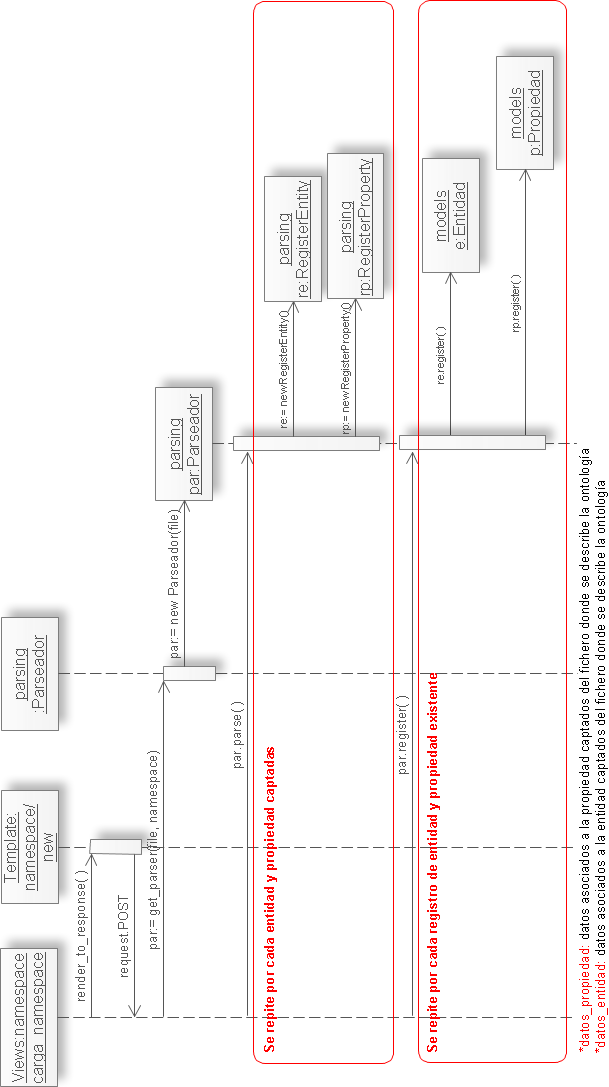 Views:namespace
carga_namespace
Template:
namespace/
new
parsing
:Parseador
render_to_response( )
request.POST
par:= get_parser(file, namespace)
par:= new Parseador(file)
parsing
par:Parseador
par.parse( )
Se repite por cada entidad y propiedad captadas
re:= newRegisterEntity()
parsing
re:RegisterEntity
rp:= newRegisterProperty()
parsing
rp:RegisterProperty
par.register( )
Se repite por cada registro de entidad y propiedad existente
re.register( )
models
e:Entidad
rp.register( )
models
p:Propiedad
*datos_propiedad: datos asociados a la propiedad captados del fichero donde se describe la ontología
*datos_entidad: datos asociados a la entidad captados del fichero donde se describe la ontología